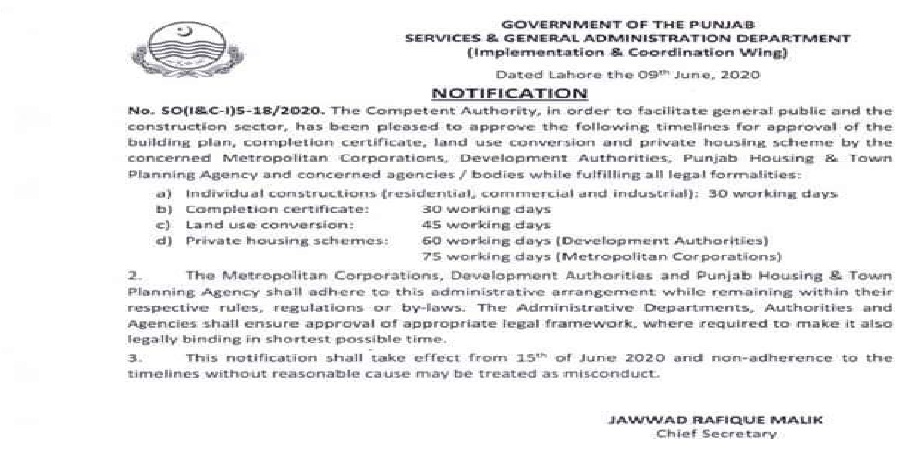 GOVERNMENT OF THE PUNJAB
SERVICES & GENERAL ADMINISTRATION DEPARTMENT
(Implementation & Coordination Wing)
Dated Lahore the 09th June, 2020
NOTIFICATION
No. SO(I&C-I)5-18/2020. The Competent Authority, in order to facilitate general public and the
construction sector, has been pleased to approve the following timelines for approval of the
building plan, completion certificate, land use conversion and private housing scheme by the
concerned Metropolitan Corporations, Development Authorities, Punjab Housing & Town
Planning Agency and concerned agencies / bodies while fulfilling all legal formalities:
a) Individual constructions (residential, commercial and industrial): 30 working days
b) Completion certificate: 30 working days
c) Land use conversion: 45 working days
d) Private housing schemes: 60 working days (Development Authorities)
75 working days (Metropolitan Corporations)
2. The Metropolitan Corporations, Development Authorities and Punjab Housing & Town
Planning Agency shall adhere to this administrative arrangement while remaining within their
respective rules, regulations or by-laws. The Administrative Departments, Authorities and
Agencies shall ensure approval of appropriate legal framework, where required to make it also
legally binding in shortest possible time.
3. This notification shall take effect from 15th of June 2020 and non-adherence to the
timelines without reasonable cause may be treated as misconduct.
JAWWAD RAFIQUE MALIK
Chief Secretary